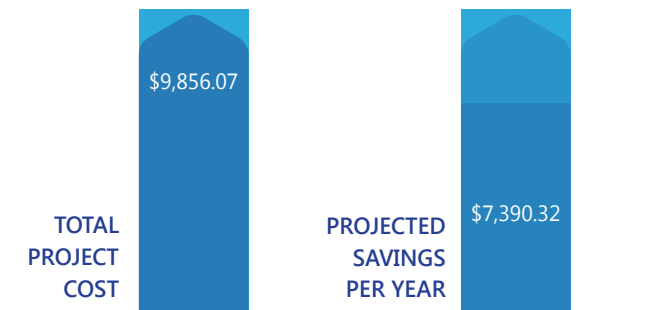 $9,856.07
TOTAL
PROJECT
COST
$7,390.32
PROJECTED
SAVINGS
PER YEAR